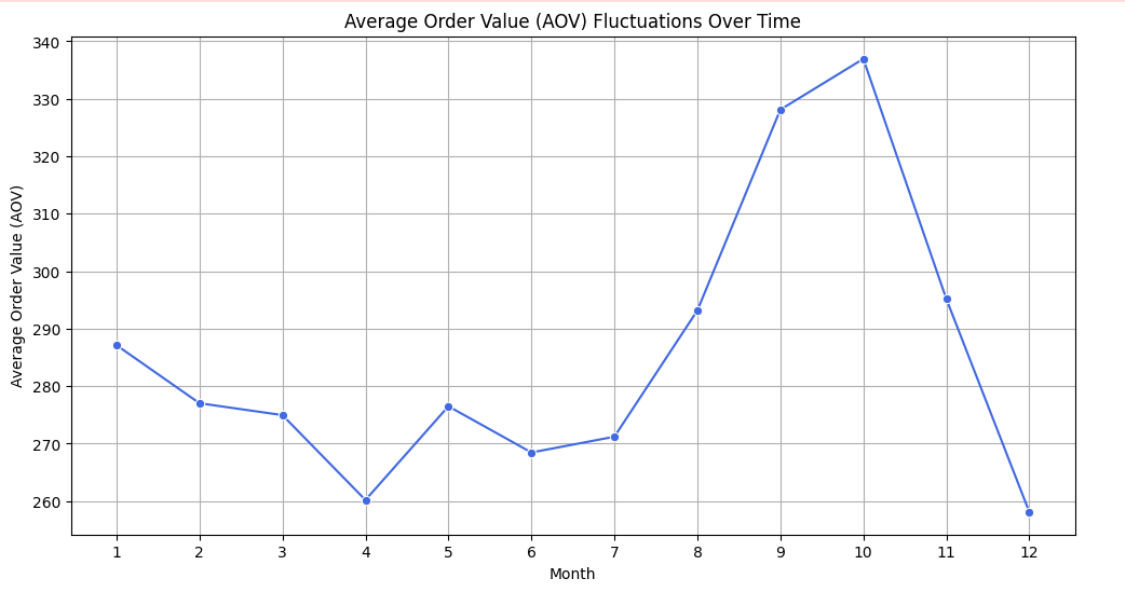 Average Order Value (AOV) Fluctuations Over Time
340
330
320
310
300
290
280
270
260
Average Order Value (AOV)
1 2 3 4 5 6 7 8 9 10 11 12
Month